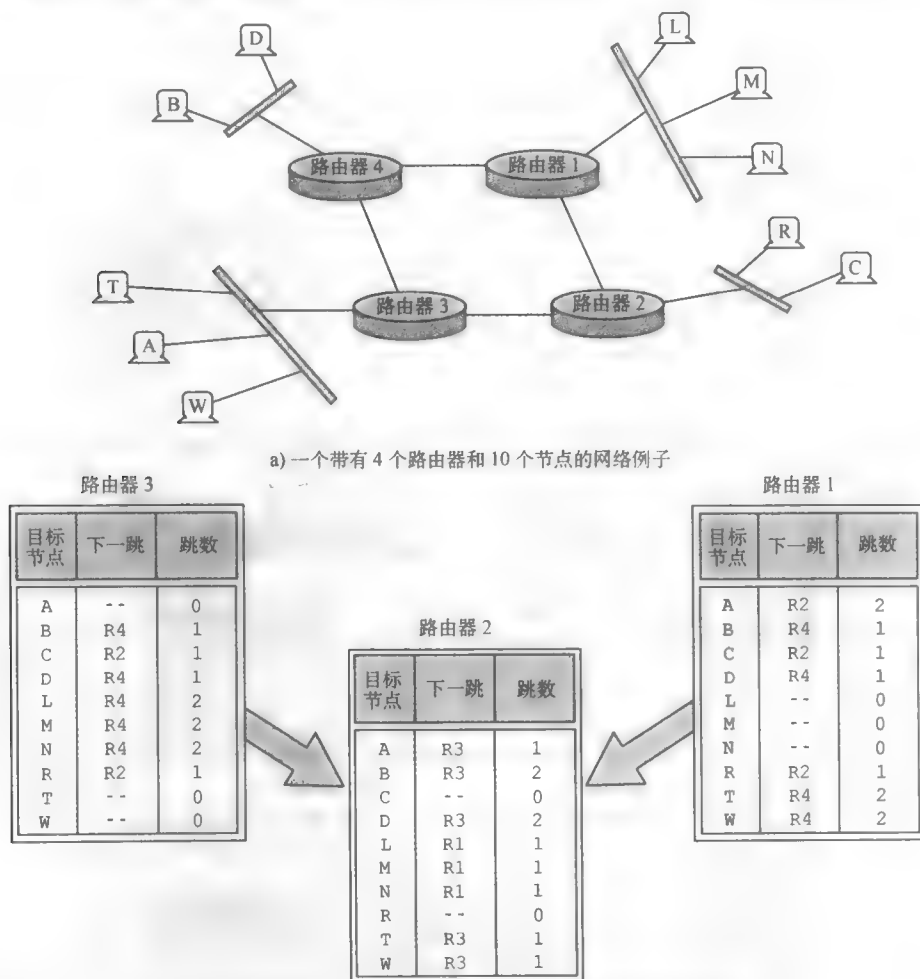 D
B
L
M
N
路由器 4
路由器 1
R
C
T
A
W
路由器 3
路由器 2
a) 一个带有 4 个路由器和 10 个节点的网络例子
路由器 3
目标节点 下一跳 跳数
A -- 0
B R4 1
C R2 1
D R4 1
L R4 2
M R4 2
N R4 2
R R2 1
T -- 0
W -- 0
路由器 2
目标节点 下一跳 跳数
A R3 1
B R3 2
C -- 0
D R3 2
L R1 1
M R1 1
N R1 1
R -- 0
T R3 1
W R3 1
路由器 1
目标节点 下一跳 跳数
A R2 2
B R4 1
C R2 1
D R4 1
L -- 0
M -- 0
N -- 0
R R2 1
T R4 2
W R4 2